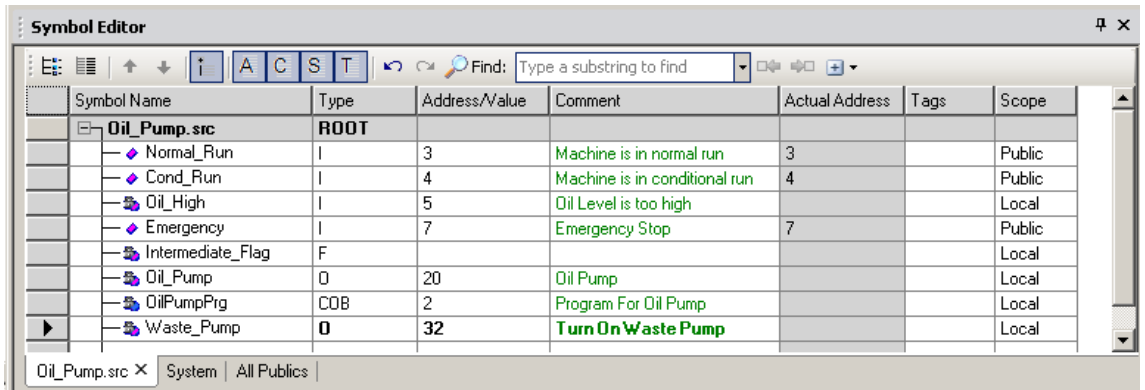 Symbol Editor
A C S T Find: Type a substring to find
Symbol Name Type Address/Value Comment Actual Address Tags Scope
Oil_Pump.src ROOT
Normal_Run I 3 Machine is in normal run 3 Public
Cond_Run I 4 Machine is in conditional run 4 Public
Oil_High I 5 Oil Level is too high Local
Emergency I 7 Emergency Stop 7 Public
Intermediate_Flag F Local
Oil_Pump O 20 Oil Pump Local
OilPumpPrg COB 2 Program For Oil Pump Local
Waste_Pump O 32 Turn On Waste Pump Local
Oil_Pump.src System All Publics